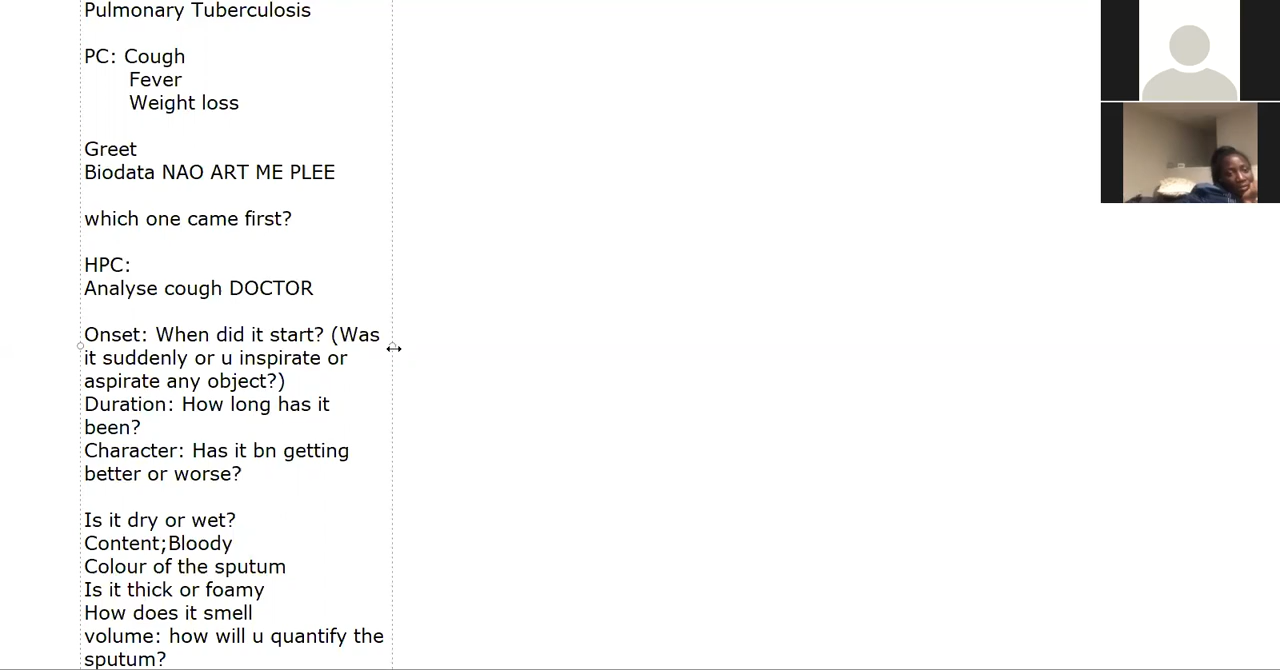 Pulmonary Tuberculosis
PC: Cough
Fever
Weight loss
Greet
Biodata NAO ART ME PLEE
which one came first?
HPC:
Analyse cough DOCTOR
Onset: When did it start? (Was
it suddenly or u inspirate or
aspirate any object?)
Duration: How long has it
been?
Character: Has it bn getting
better or worse?
Is it dry or wet?
Content;Bloody
Colour of the sputum
Is it thick or foamy
How does it smell
volume: how will u quantify the
sputum?